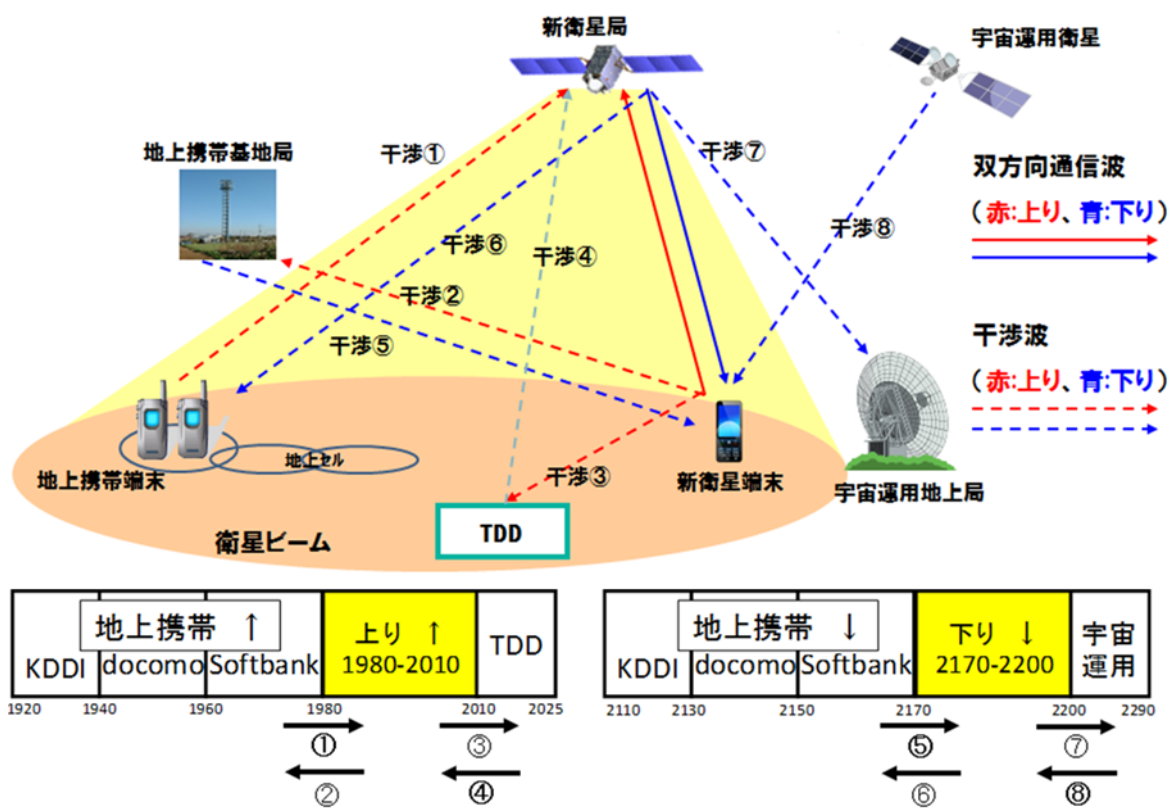 新衛星局
宇宙運用衛星
地上携帯基地局
干渉①
干渉⑦
双方向通信波
(赤:上り、青:下り)
干渉⑥
干渉④
干渉⑧
干渉②
干渉⑤
干渉波
(赤:上り、青:下り)
地上セル
地上携帯端末
干渉③
新衛星端末
宇宙運用地上局
TDD
衛星ビーム
地上携帯 ↑
KDDI
docomo
Softbank
上り ↑
1980-2010
TDD
1920
1940
1960
1980
2010
2025
①
③
②
④
地上携帯 ↓
KDDI
docomo
Softbank
下り ↓
2170-2200
宇宙
運用
2110
2130
2150
2170
2200
2290
⑤
⑦
⑥
⑧